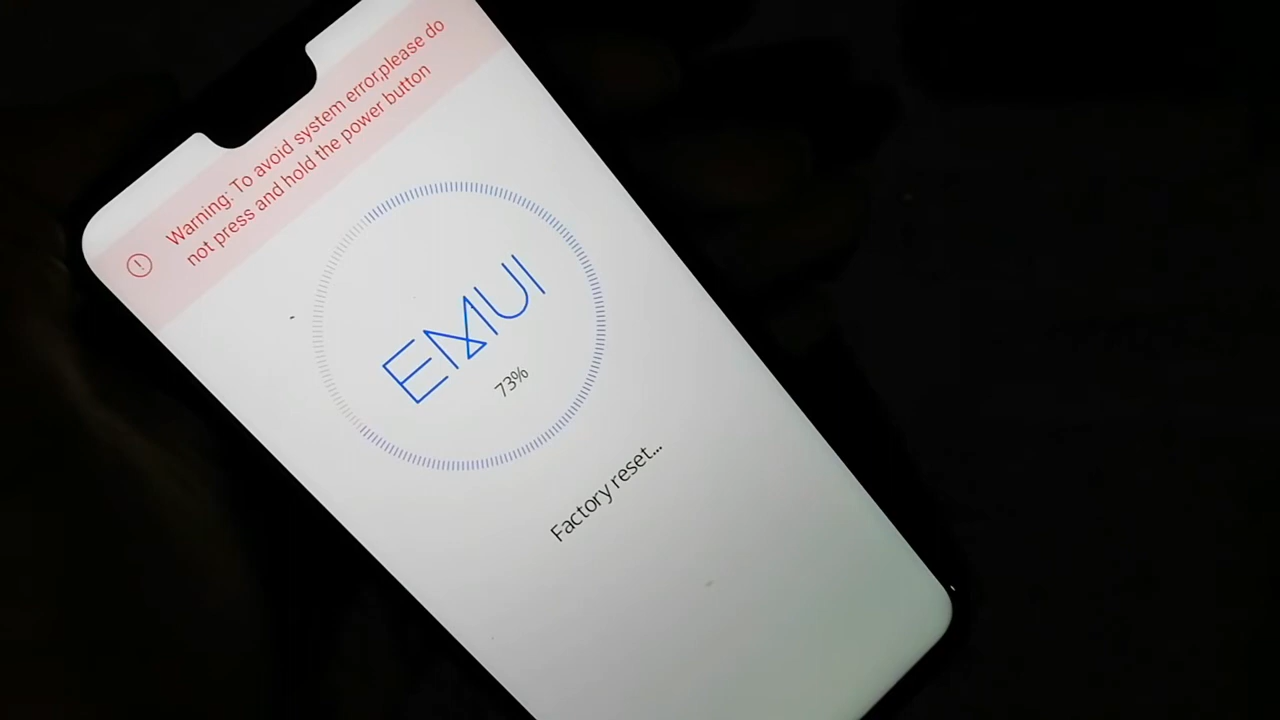 Warning: To avoid system error,please do
not press and hold the power button
EMUI
73%
Factory reset...